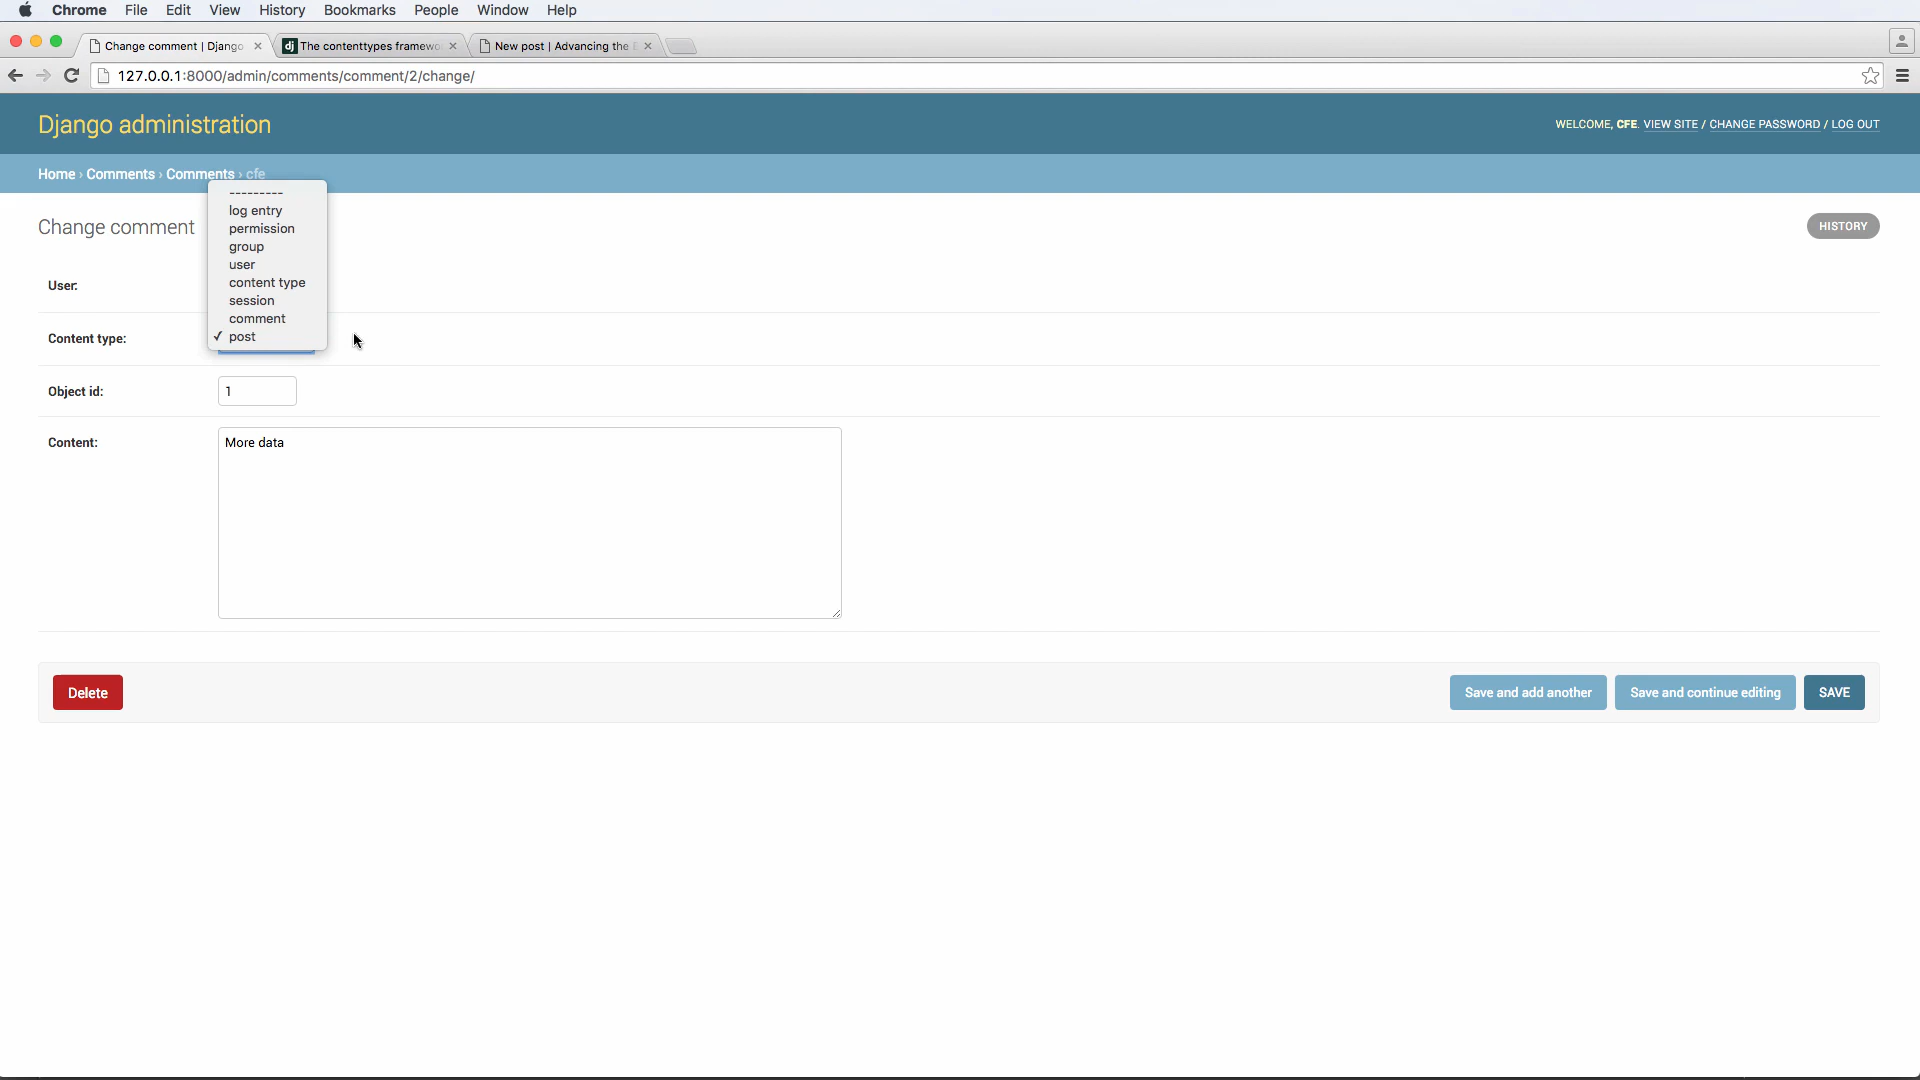 Chrome File Edit View History Bookmarks People Window Help
Change comment | Django
dj The contenttypes framewo
New post | Advancing the
127.0.0.1:8000/admin/comments/comment/2/change/
Django administration
WELCOME, CFE. VIEW SITE / CHANGE PASSWORD / LOG OUT
Home › Comments › Comments › cfe
---------
log entry
permission
group
user
content type
session
comment
✓ post
Change comment
HISTORY
User:
Content type:
Object id:
1
Content:
More data
Delete
Save and add another
Save and continue editing
SAVE